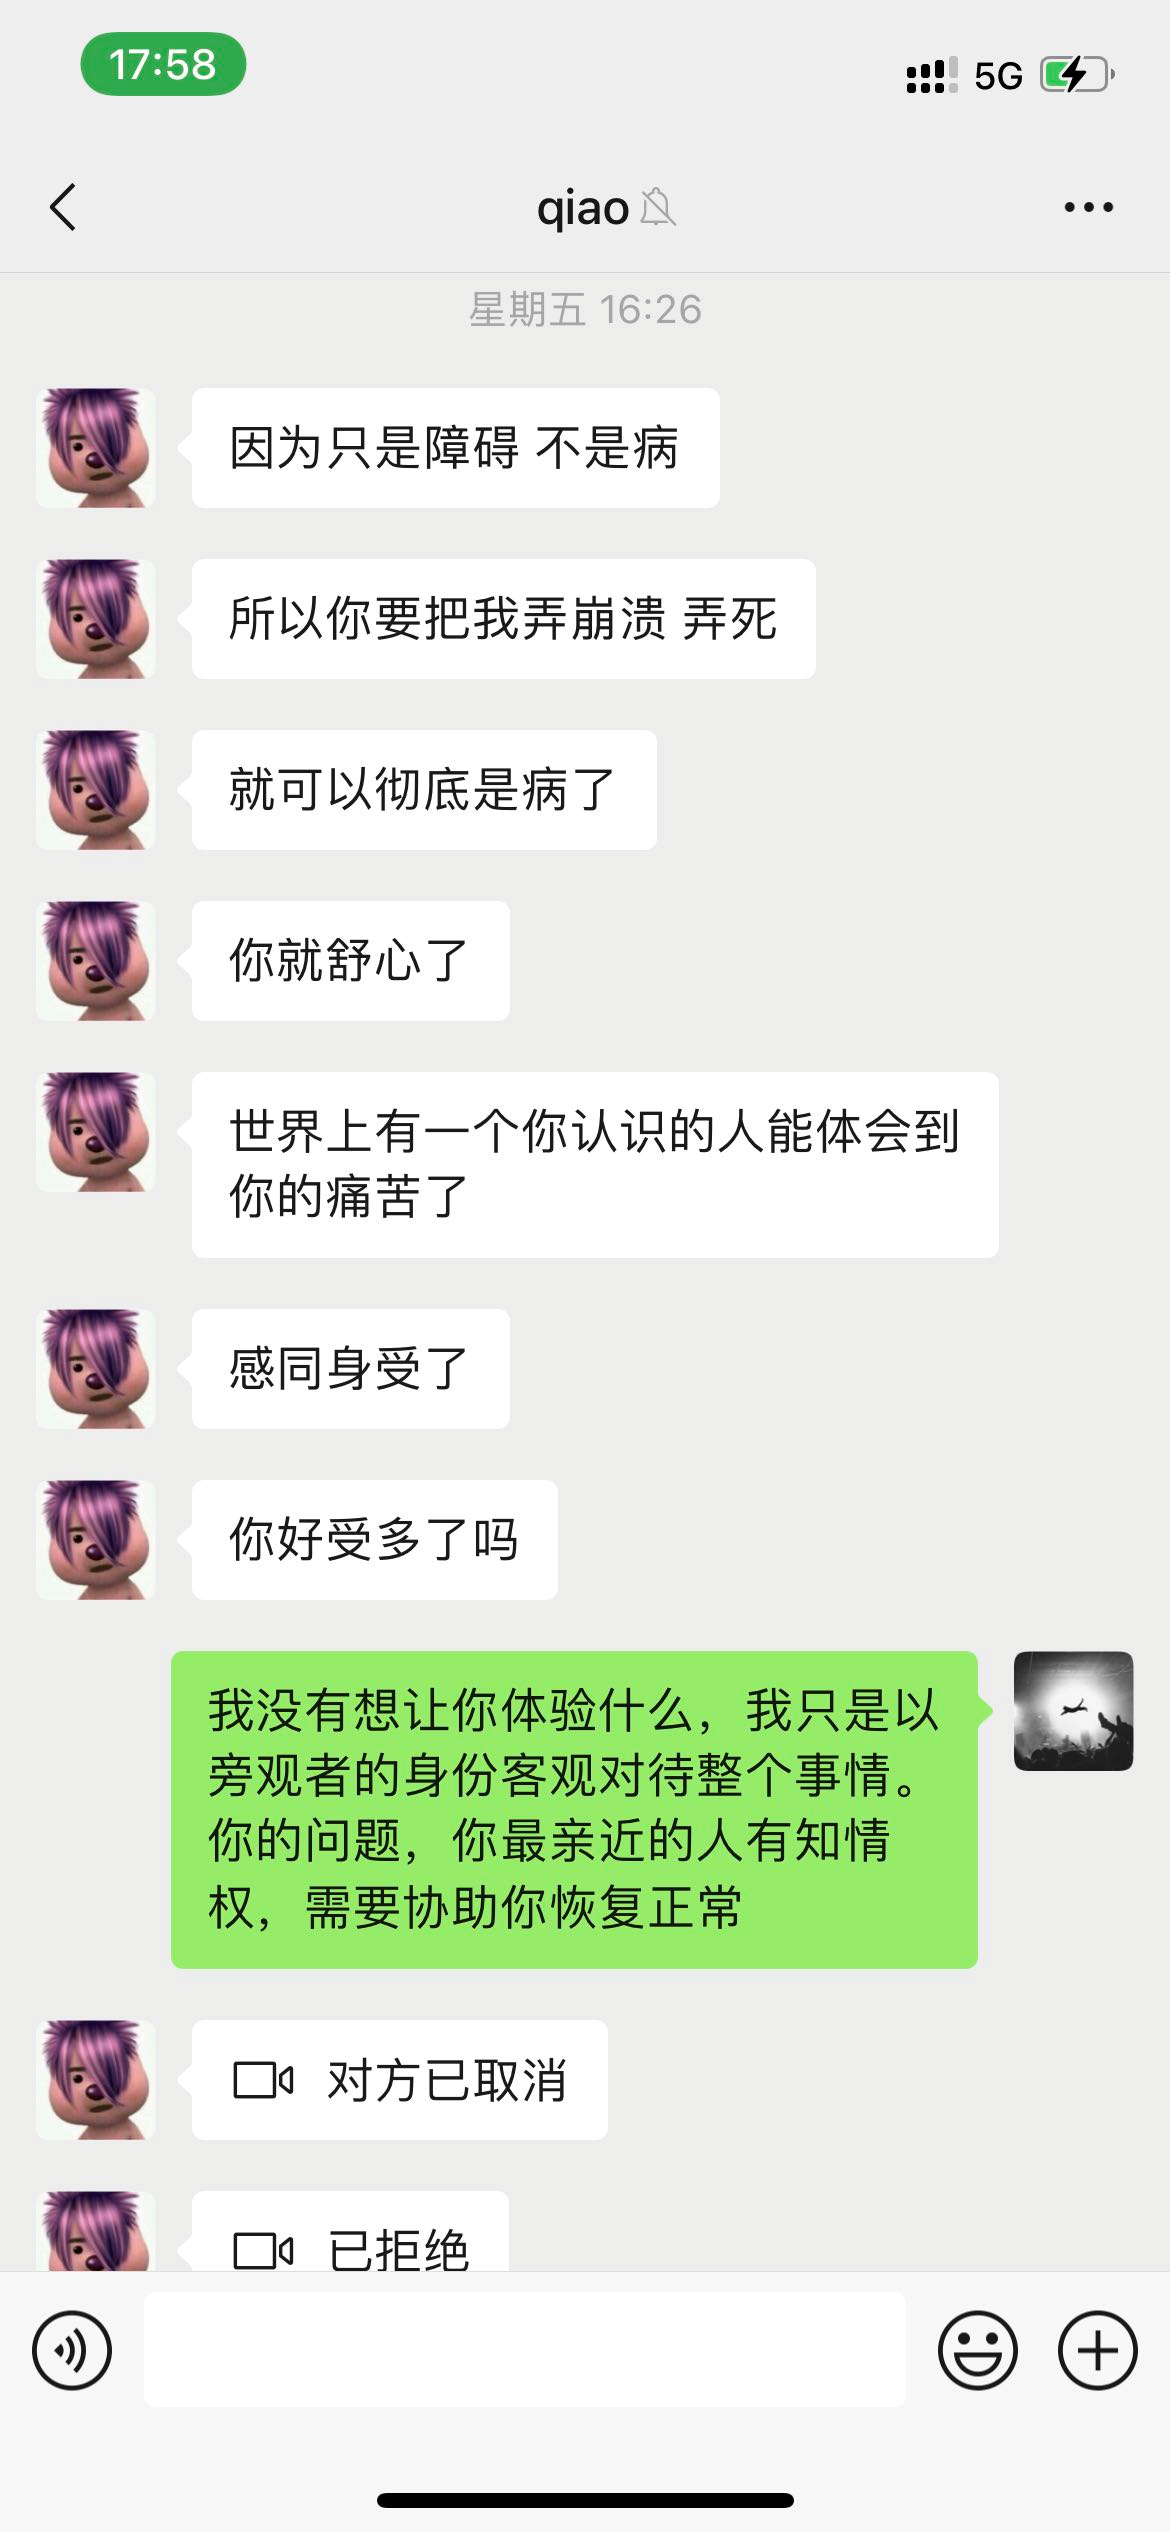 17:58
5G
qiao
星期五 16:26
因为只是障碍 不是病
所以你要把我弄崩溃 弄死
就可以彻底是病了
你就舒心了
世界上有一个你认识的人能体会到
你的痛苦了
感同身受了
你好受多了吗
我没有想让你体验什么，我只是以
旁观者的身份客观对待整个事情。
你的问题，你最亲近的人有知情
权，需要协助你恢复正常
对方已取消
已拒绝